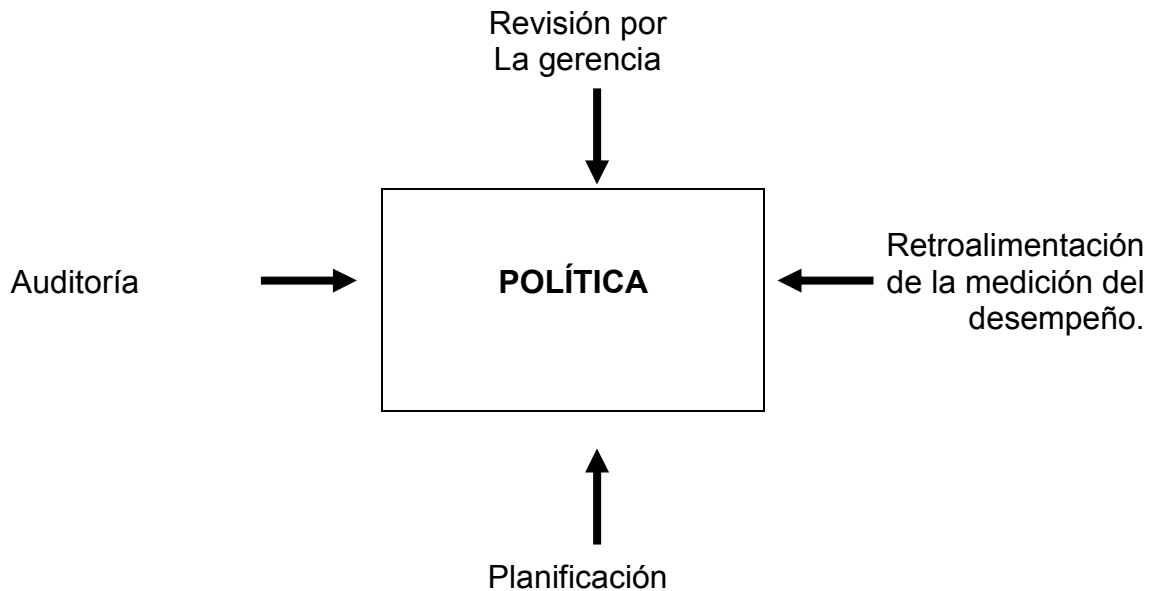 Revisión por
La gerencia
Auditoría
POLÍTICA
Retroalimentación
de la medición del
desempeño.
Planificación